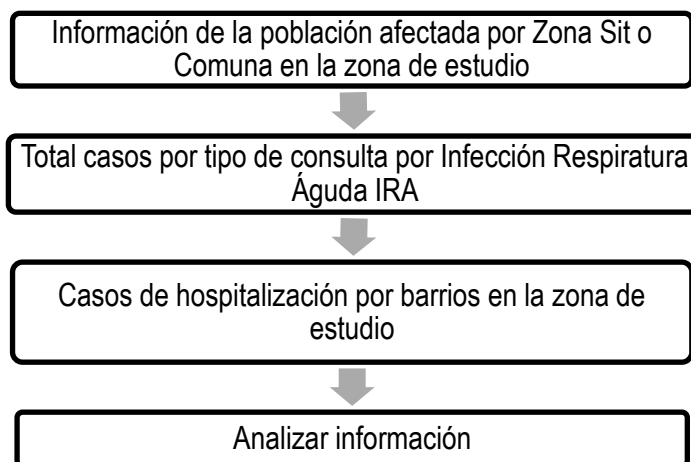 Información de la población afectada por Zona Sit o
Comuna en la zona de estudio
Total casos por tipo de consulta por Infección Respiratura
Águda IRA
Casos de hospitalización por barrios en la zona de
estudio
Analizar información